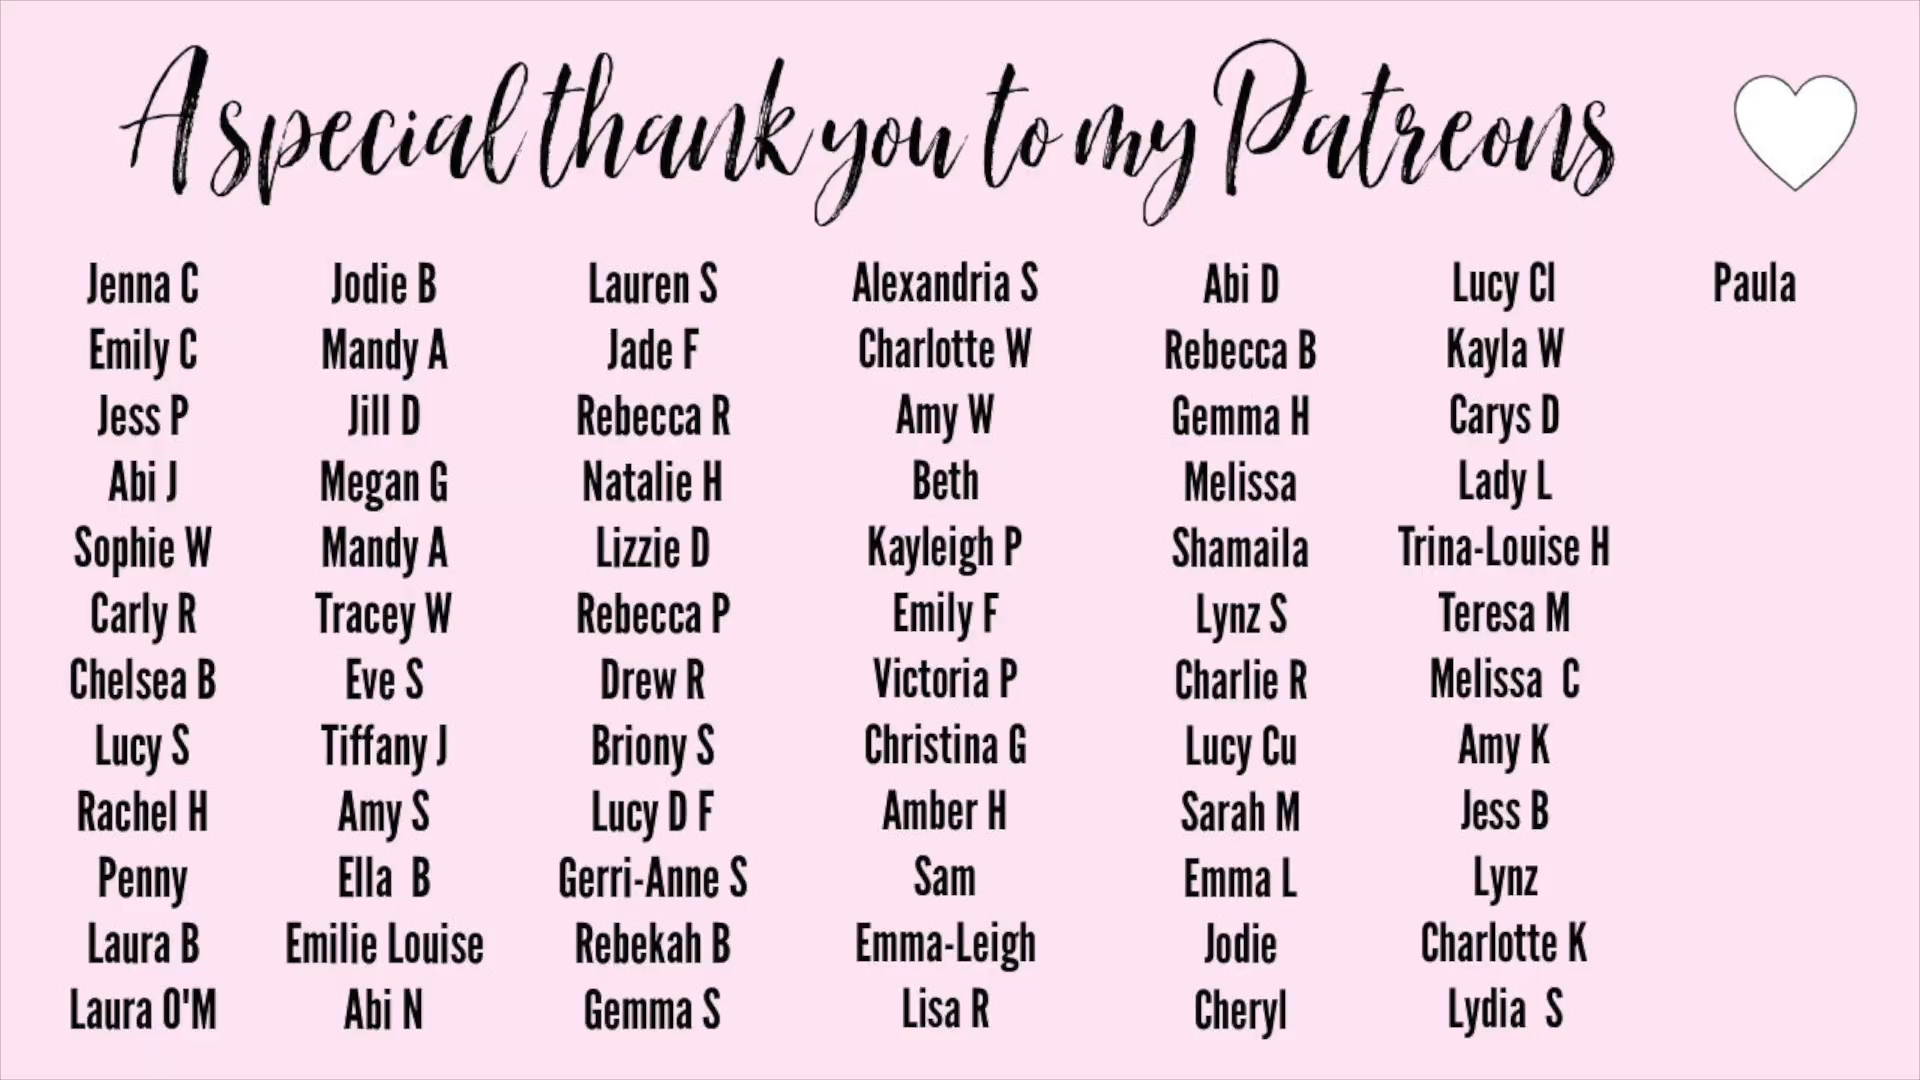 A special thank you to my Patreons
Jenna C
Emily C
Jess P
Abi J
Sophie W
Carly R
Chelsea B
Lucy S
Rachel H
Penny
Laura B
Laura O'M
Jodie B
Mandy A
Jill D
Megan G
Mandy A
Tracey W
Eve S
Tiffany J
Amy S
Ella  B
Emilie Louise
Abi N
Lauren S
Jade F
Rebecca R
Natalie H
Lizzie D
Rebecca P
Drew R
Briony S
Lucy D F
Gerri-Anne S
Rebekah B
Gemma S
Alexandria S
Charlotte W
Amy W
Beth
Kayleigh P
Emily F
Victoria P
Christina G
Amber H
Sam
Emma-Leigh
Lisa R
Abi D
Rebecca B
Gemma H
Melissa
Shamaila
Lynz S
Charlie R
Lucy Cu
Sarah M
Emma L
Jodie
Cheryl
Lucy Cl
Kayla W
Carys D
Lady L
Trina-Louise H
Teresa M
Melissa  C
Amy K
Jess B
Lynz
Charlotte K
Lydia  S
Paula